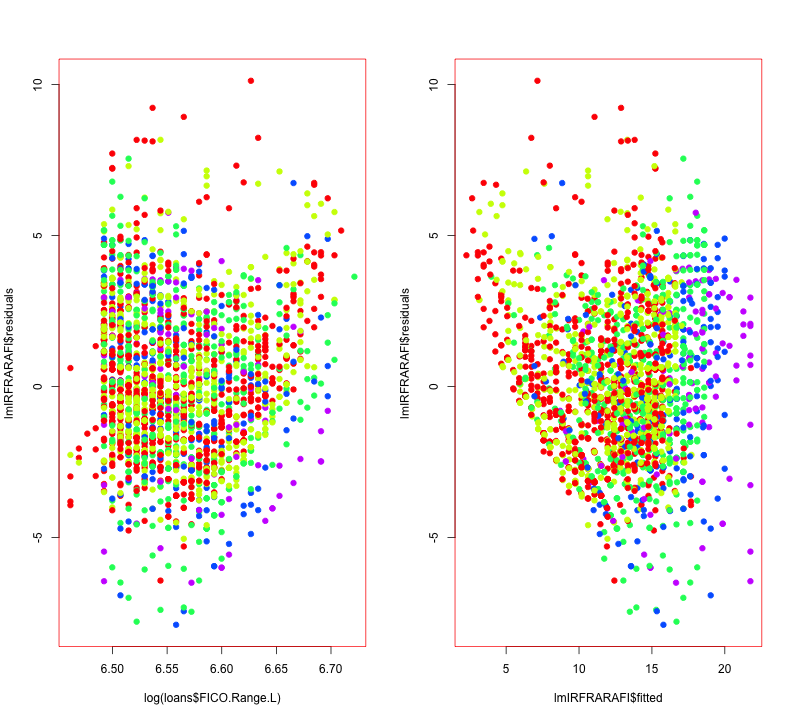 10
5
0
-5
lmIRFRARAFI$residuals
6.50 6.55 6.60 6.65 6.70
log(loans$FICO.Range.L)
10
5
0
-5
lmIRFRARAFI$residuals
5 10 15 20
lmIRFRARAFI$fitted